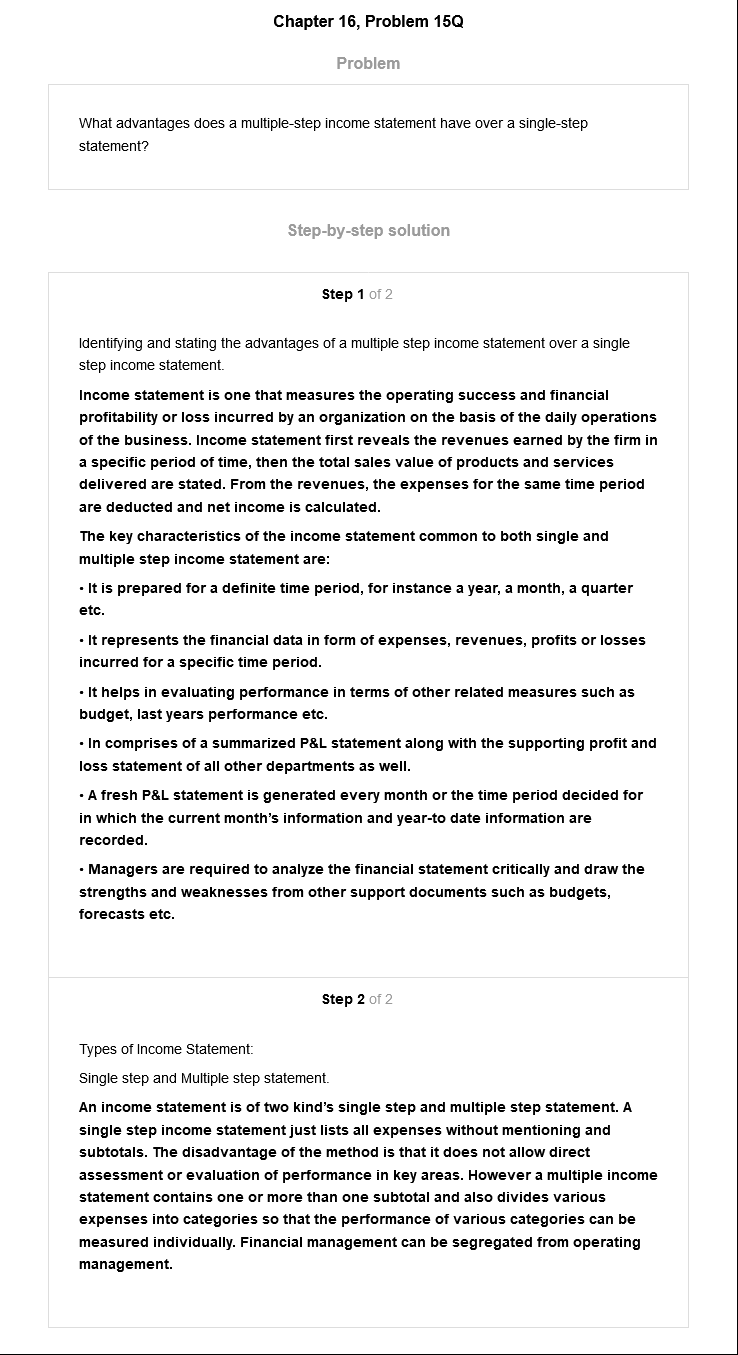 Chapter 16, Problem 15Q
Problem
What advantages does a multiple-step income statement have over a single-step
statement?
Step-by-step solution
Step 1 of 2
Identifying and stating the advantages of a multiple step income statement over a single
step income statement.
Income statement is one that measures the operating success and financial
profitability or loss incurred by an organization on the basis of the daily operations
of the business. Income statement first reveals the revenues earned by the firm in
a specific period of time, then the total sales value of products and services
delivered are stated. From the revenues, the expenses for the same time period
are deducted and net income is calculated.
The key characteristics of the income statement common to both single and
multiple step income statement are:
• It is prepared for a definite time period, for instance a year, a month, a quarter
etc.
• It represents the financial data in form of expenses, revenues, profits or losses
incurred for a specific time period.
• It helps in evaluating performance in terms of other related measures such as
budget, last years performance etc.
• In comprises of a summarized P&L statement along with the supporting profit and
loss statement of all other departments as well.
• A fresh P&L statement is generated every month or the time period decided for
in which the current month’s information and year-to date information are
recorded.
• Managers are required to analyze the financial statement critically and draw the
strengths and weaknesses from other support documents such as budgets,
forecasts etc.
Step 2 of 2
Types of Income Statement:
Single step and Multiple step statement.
An income statement is of two kind’s single step and multiple step statement. A
single step income statement just lists all expenses without mentioning and
subtotals. The disadvantage of the method is that it does not allow direct
assessment or evaluation of performance in key areas. However a multiple income
statement contains one or more than one subtotal and also divides various
expenses into categories so that the performance of various categories can be
measured individually. Financial management can be segregated from operating
management.